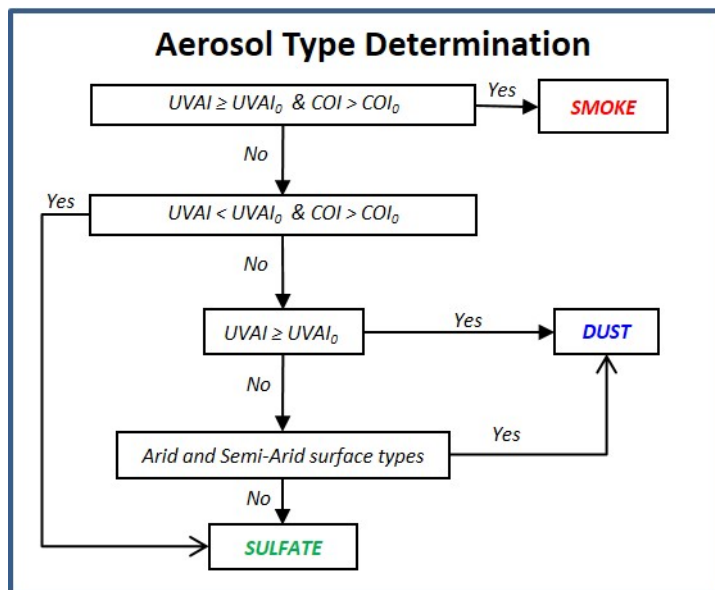 Aerosol Type Determination
UVAI ≥ UVAI₀ & COI > COI₀
Yes
SMOKE
No
Yes
UVAI < UVAI₀ & COI > COI₀
No
UVAI ≥ UVAI₀
Yes
DUST
No
Arid and Semi-Arid surface types
Yes
No
SULFATE